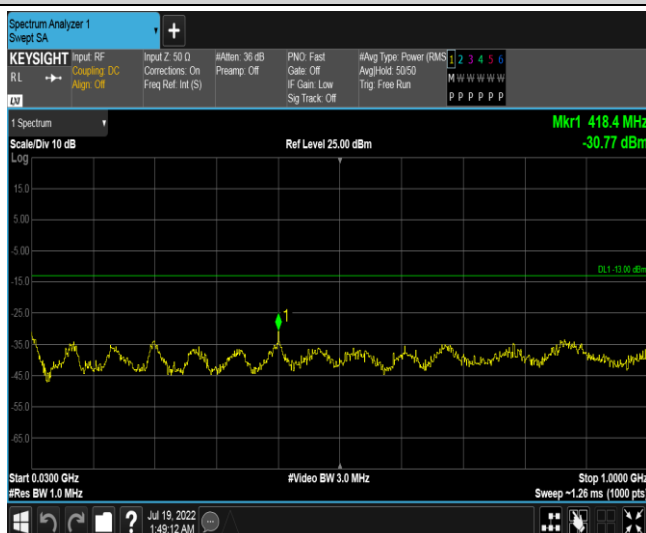 Spectrum Analyzer 1
Swept SA
+
KEYSIGHT
RL
LXI
Input: RF
Coupling: DC
Align: Off
Input Z: 50 Ω
Corrections: On
Freq Ref: Int (S)
#Atten: 36 dB
Preamp: Off
PNO: Fast
Gate: Off
IF Gain: Low
Sig Track: Off
#Avg Type: Power (RMS
Avg|Hold: 50/50
Trig: Free Run
1 2 3 4 5 6
M W W W W W
P P P P P P
1 Spectrum
Scale/Div 10 dB
Ref Level 25.00 dBm
Mkr1 418.4 MHz
-30.77 dBm
Log
15.0
5.00
-5.00
-15.0
-25.0
-35.0
-45.0
-55.0
-65.0
DL1 -13.00 dBm
1
Start 0.0300 GHz
#Video BW 3.0 MHz
Stop 1.0000 GHz
#Res BW 1.0 MHz
Sweep ~1.26 ms (1000 pts)
?
Jul 19, 2022
1:49:12 AM